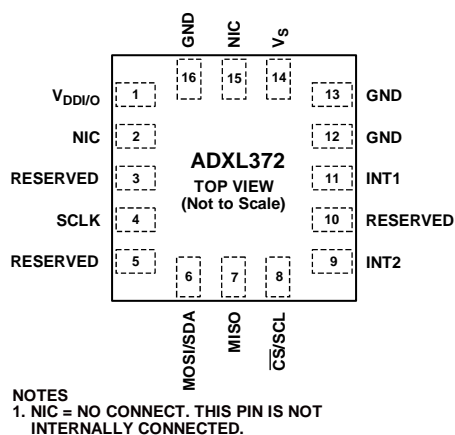 GND
NIC
VS
16
15
14
VDDI/O 1
13 GND
NIC 2
12 GND
RESERVED 3
11 INT1
SCLK 4
10 RESERVED
RESERVED 5
9 INT2
ADXL372
TOP VIEW
(Not to Scale)
6
7
8
MOSI/SDA
MISO
CS/SCL
NOTES
1. NIC = NO CONNECT. THIS PIN IS NOT
INTERNALLY CONNECTED.